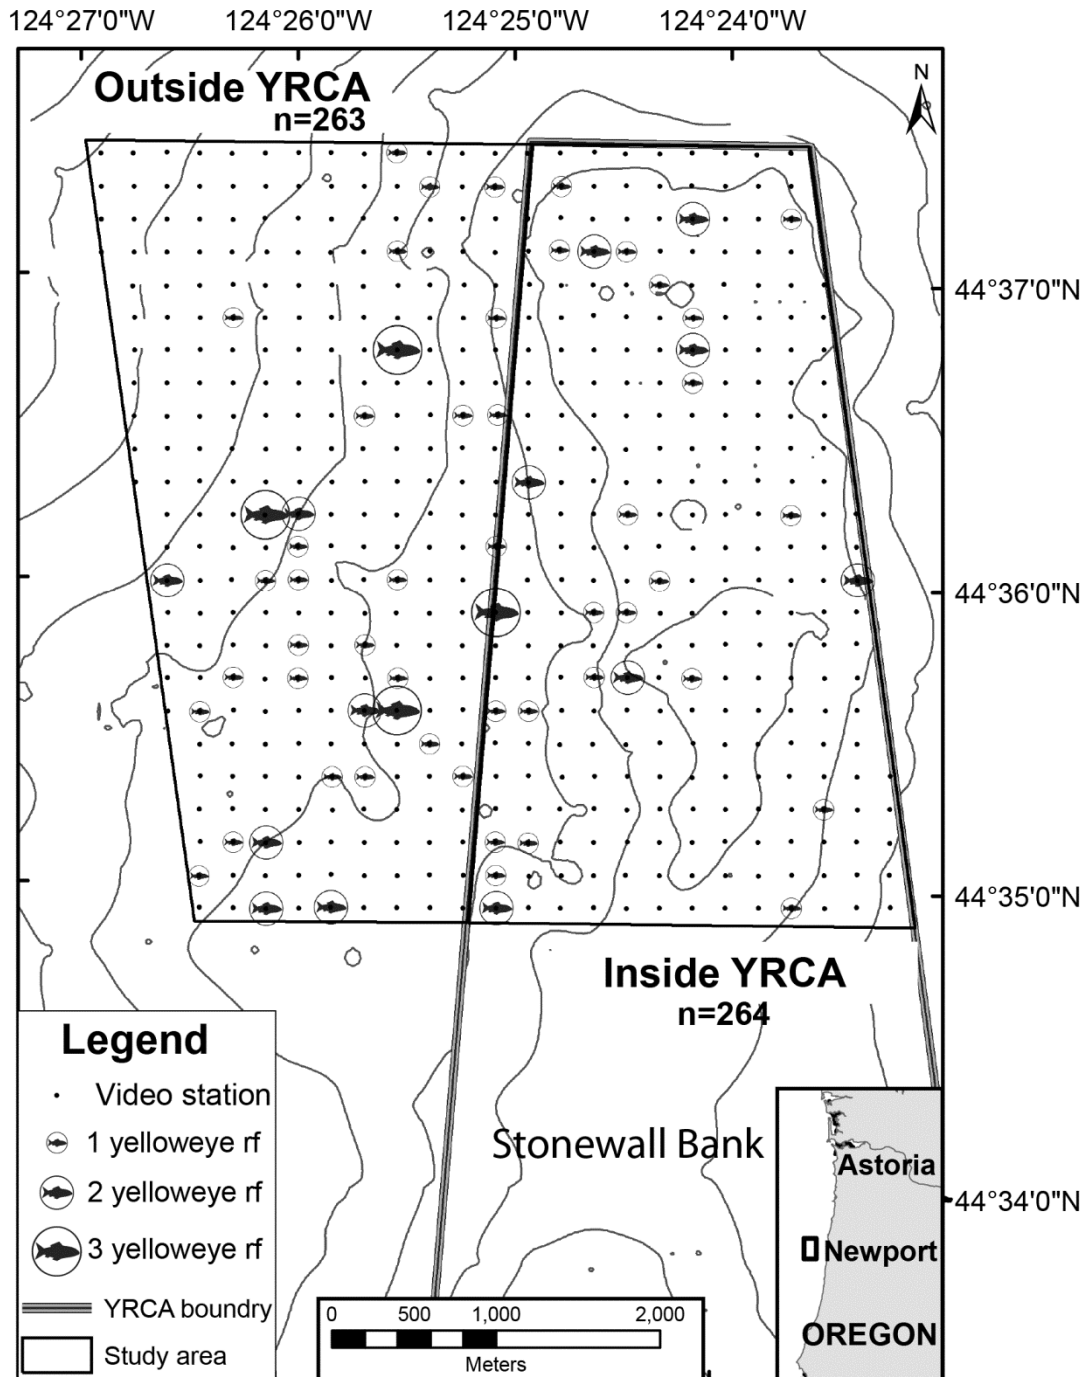 124°27'0"W 124°26'0"W 124°25'0"W 124°24'0"W
Outside YRCA
n=263
N
44°37'0"N
44°36'0"N
44°35'0"N
Inside YRCA
n=264
44°34'0"N
Stonewall Bank
Legend
Video station
1 yelloweye rf
2 yelloweye rf
3 yelloweye rf
YRCA boundry
Study area
0 500 1,000 2,000
Meters
Astoria
Newport
OREGON